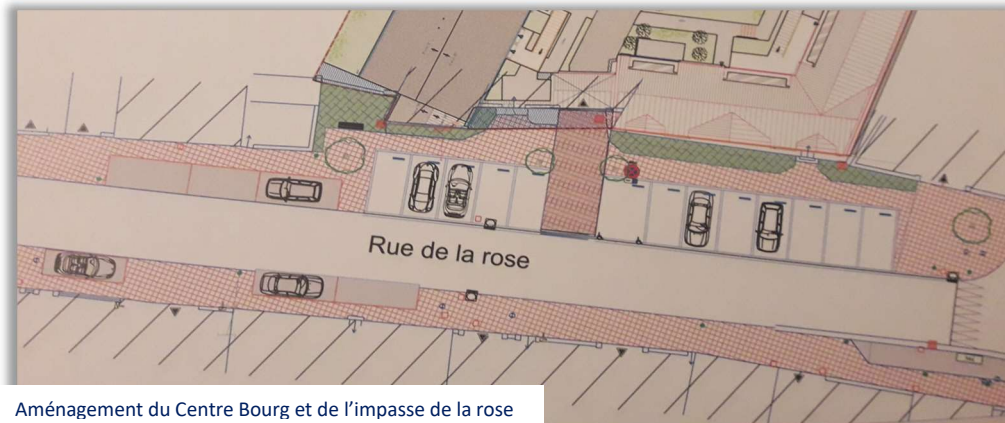 Rue de la rose
Aménagement du Centre Bourg et de l’impasse de la rose